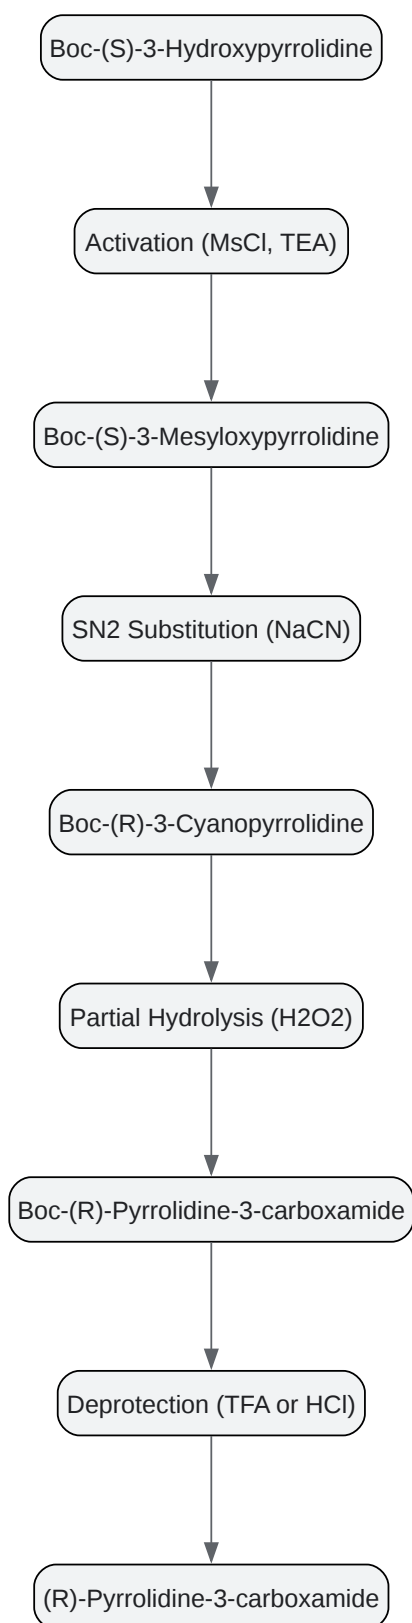 Boc-(S)-3-Hydroxypyrrolidine
Activation (MsCl, TEA)
Boc-(S)-3-Mesyloxypyrrolidine
SN2 Substitution (NaCN)
Boc-(R)-3-Cyanopyrrolidine
Partial Hydrolysis (H2O2)
Boc-(R)-Pyrrolidine-3-carboxamide
Deprotection (TFA or HCl)
(R)-Pyrrolidine-3-carboxamide